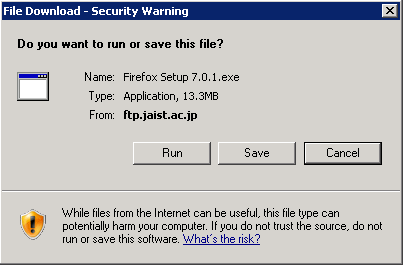 File Download - Security Warning
Do you want to run or save this file?
Name: Firefox Setup 7.0.1.exe
Type: Application, 13.3MB
From: ftp.jaist.ac.jp
Run Save Cancel
While files from the Internet can be useful, this file type can
potentially harm your computer. If you do not trust the source, do not
run or save this software. What's the risk?